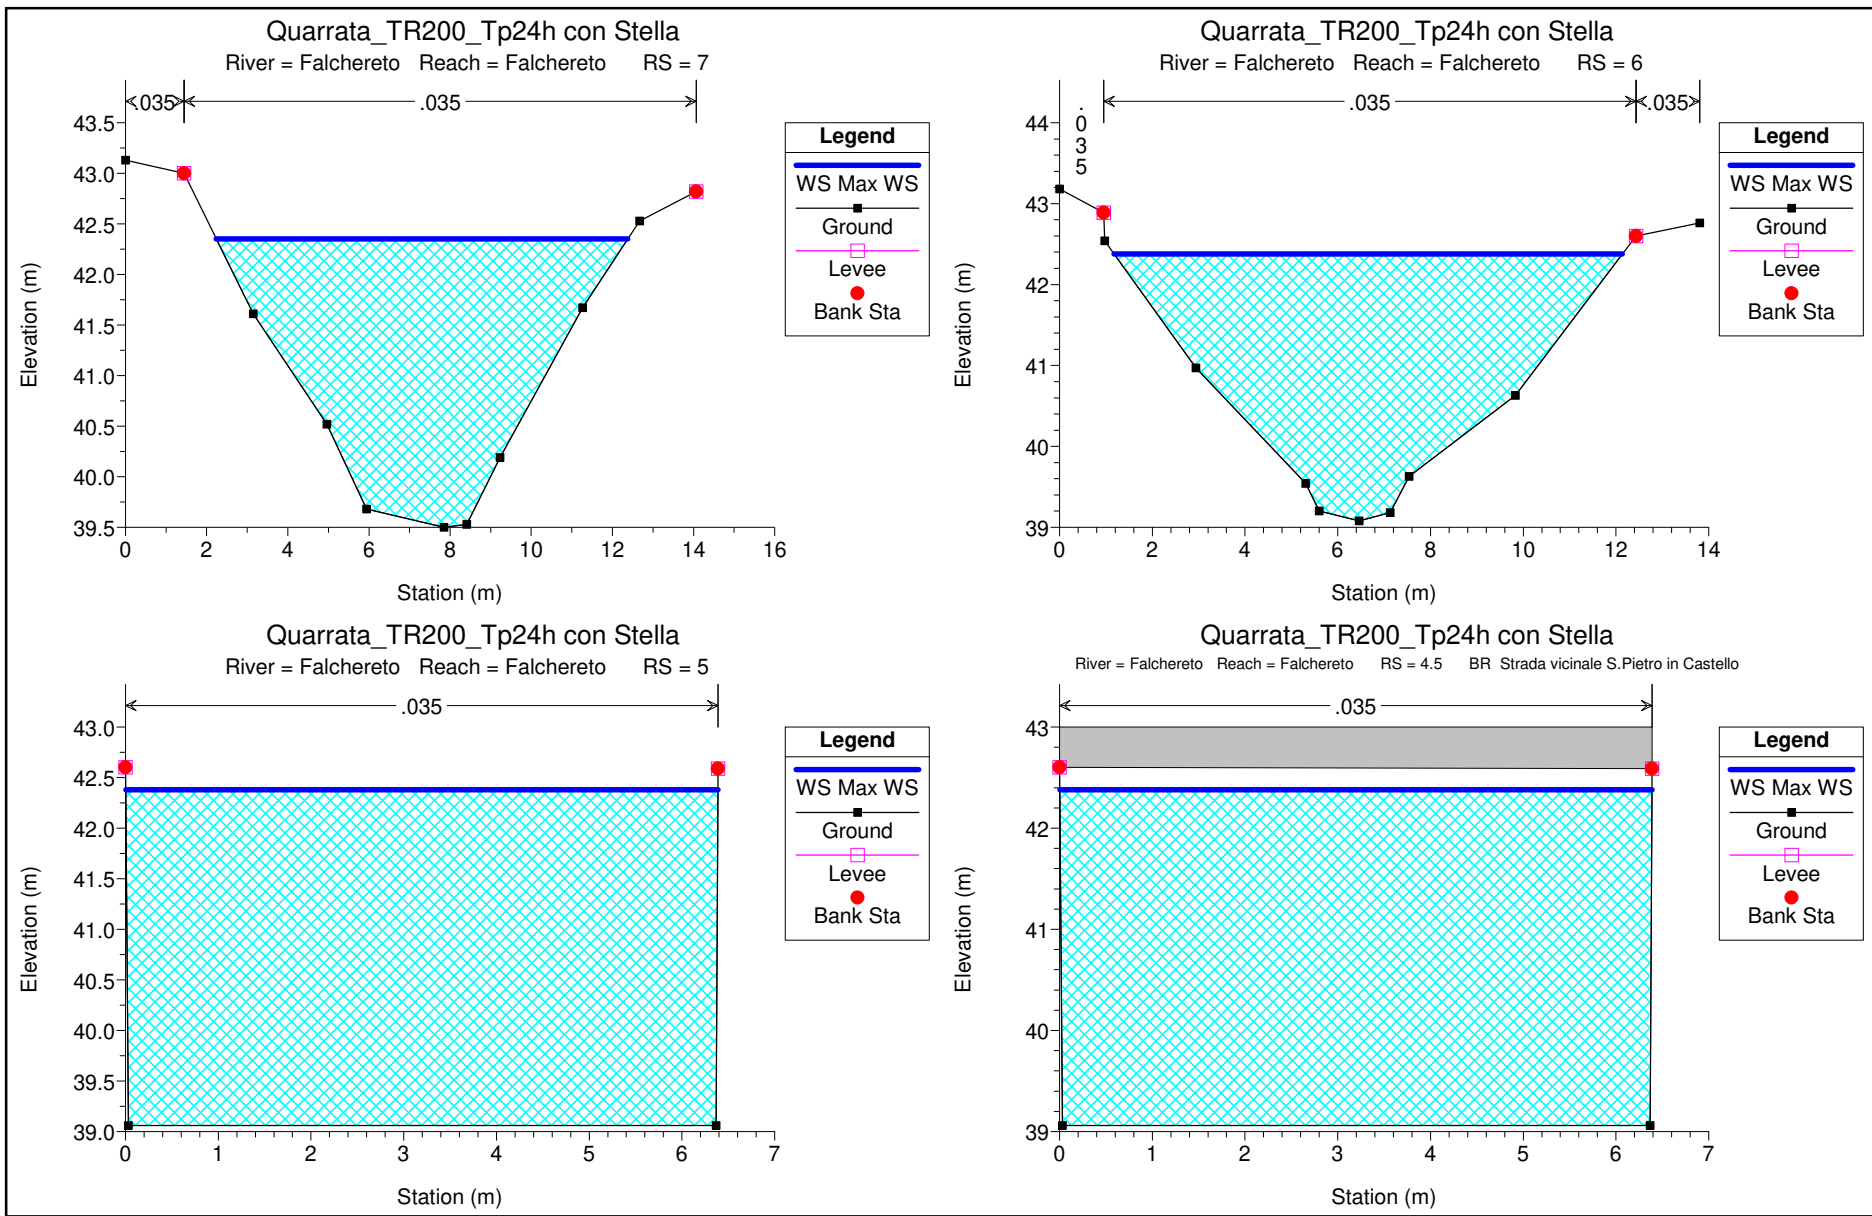 Quarrata_TR200_Tp24h con Stella
River = Falchereto Reach = Falchereto RS = 7
.035 .035
43.5
43.0
42.5
42.0
41.5
41.0
40.5
40.0
39.5
Elevation (m)
0 2 4 6 8 10 12 14 16
Station (m)
Legend
WS Max WS
Ground
Levee
Bank Sta
Quarrata_TR200_Tp24h con Stella
River = Falchereto Reach = Falchereto RS = 6
.035 .035 .035
44
43
42
41
40
39
Elevation (m)
0 2 4 6 8 10 12 14
Station (m)
Legend
WS Max WS
Ground
Levee
Bank Sta
Quarrata_TR200_Tp24h con Stella
River = Falchereto Reach = Falchereto RS = 5
.035
43.0
42.5
42.0
41.5
41.0
40.5
40.0
39.5
39.0
Elevation (m)
0 1 2 3 4 5 6 7
Station (m)
Legend
WS Max WS
Ground
Levee
Bank Sta
Quarrata_TR200_Tp24h con Stella
River = Falchereto Reach = Falchereto RS = 4.5 BR Strada vicinale S.Pietro in Castello
.035
43
42
41
40
39
Elevation (m)
0 1 2 3 4 5 6 7
Station (m)
Legend
WS Max WS
Ground
Levee
Bank Sta